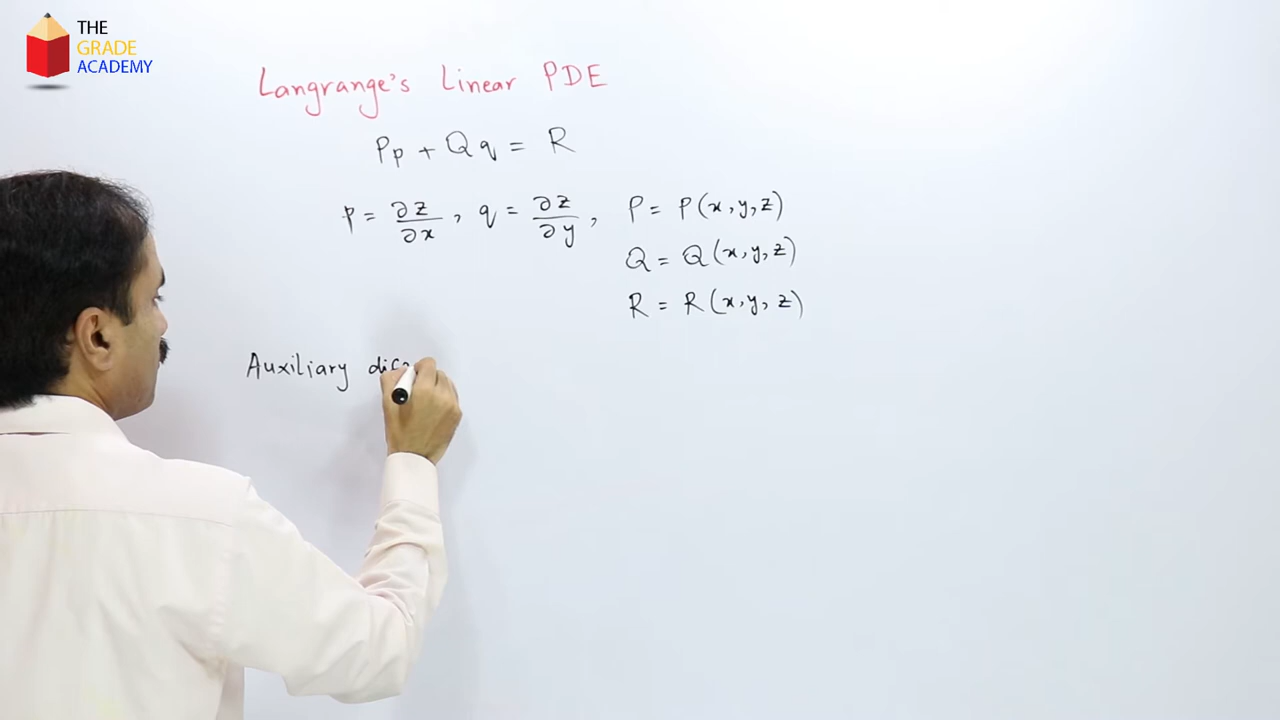 THE
GRADE
ACADEMY
Langrange's Linear PDE
Pp + Qq = R
p = ∂z/∂x , q = ∂z/∂y , P = P(x,y,z)
Q = Q(x,y,z)
R = R(x,y,z)
Auxiliary